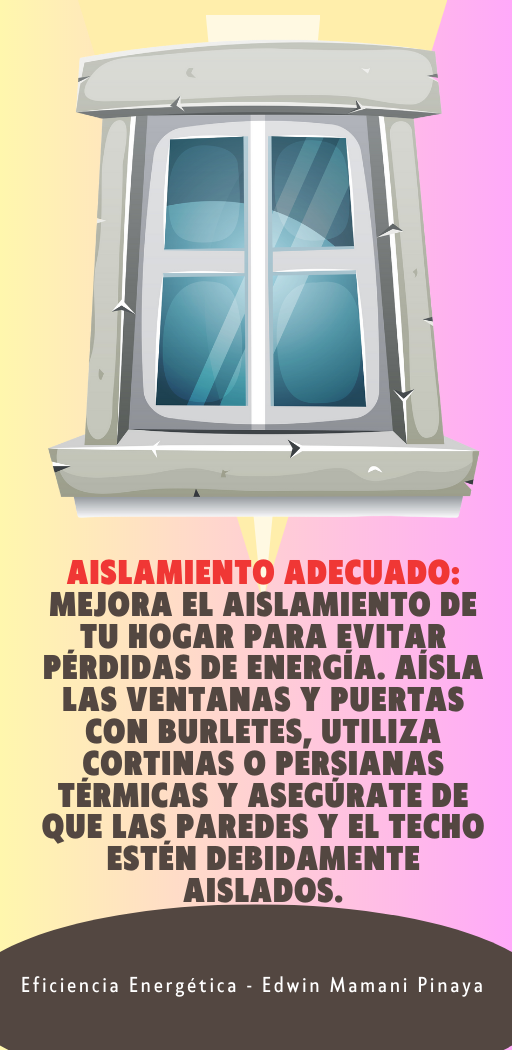 AISLAMIENTO ADECUADO:
MEJORA EL AISLAMIENTO DE
TU HOGAR PARA EVITAR
PÉRDIDAS DE ENERGÍA. AÍSLA
LAS VENTANAS Y PUERTAS
CON BURLETES, UTILIZA
CORTINAS O PERSIANAS
TÉRMICAS Y ASEGÚRATE DE
QUE LAS PAREDES Y EL TECHO
ESTÉN DEBIDAMENTE
AISLADOS.
Eficiencia Energética - Edwin Mamani Pinaya